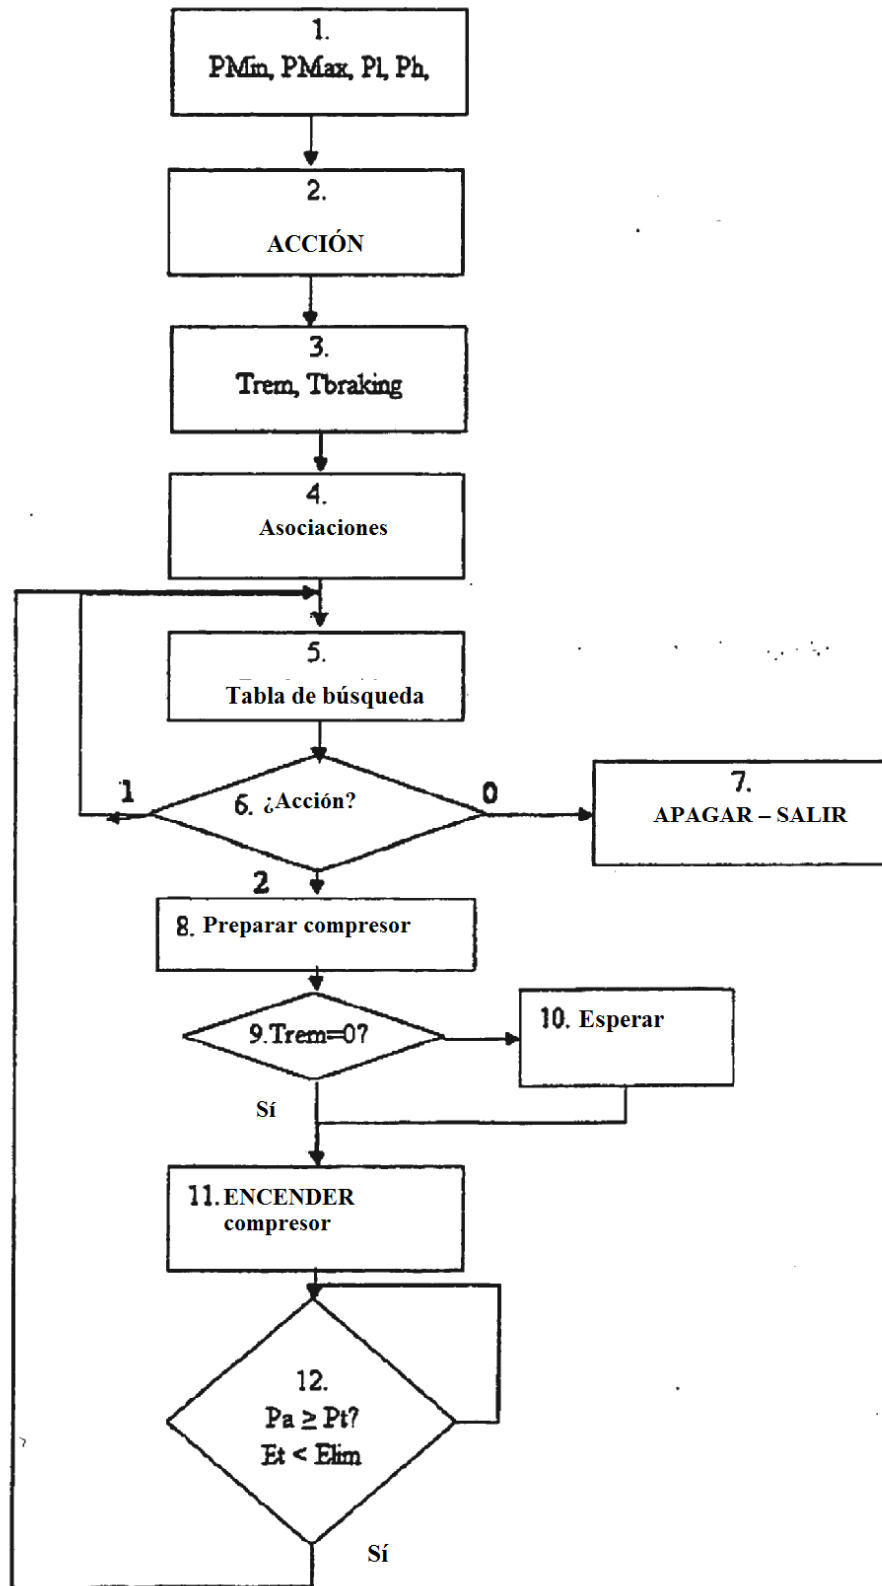 1.
PMin, PMax, Pl, Ph,
2.
ACCIÓN
3.
Trem, Tbraking
4.
Asociaciones
5.
Tabla de búsqueda
6. ¿Acción?
1
0
7.
APAGAR – SALIR
2
8. Preparar compresor
9.Trem=0?
10. Esperar
Sí
11. ENCENDER
compresor
12.
Pa ≥ Pt?
Et < Elim
Sí